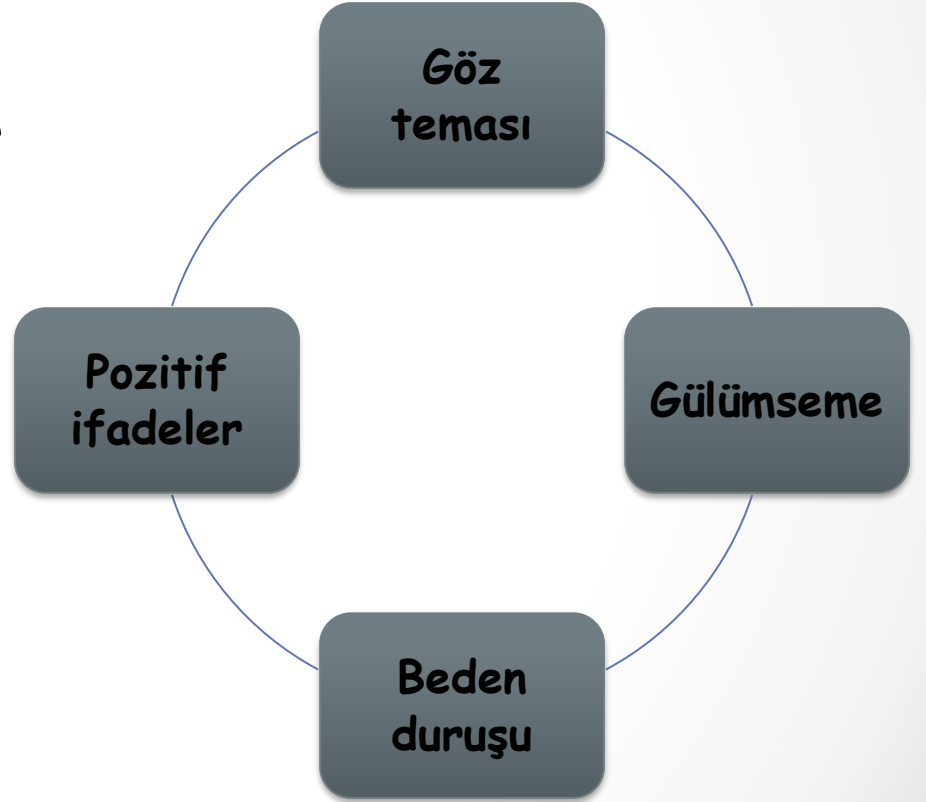 Göz
teması
Pozitif
ifadeler
Gülümseme
Beden
duruşu